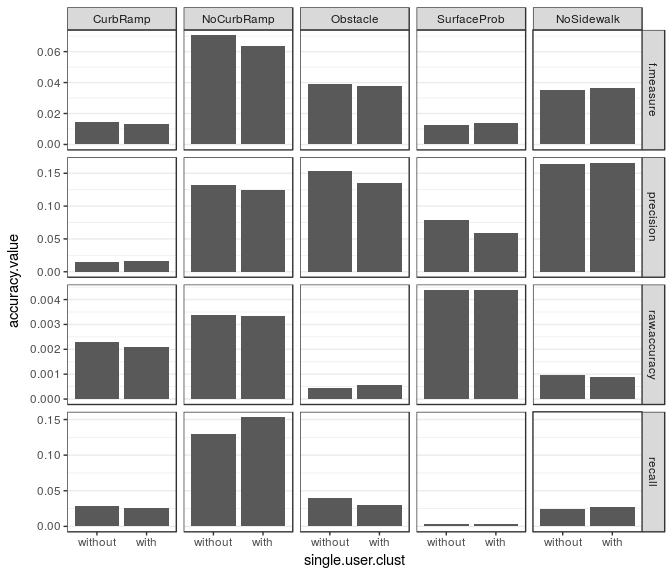 CurbRamp NoCurbRamp Obstacle SurfaceProb NoSidewalk
0.06
0.04
0.02
0.00
f.measure
0.15
0.10
0.05
0.00
precision
0.004
0.003
0.002
0.001
0.000
raw.accuracy
0.15
0.10
0.05
0.00
recall
accuracy.value
without with without with without with without with without with
single.user.clust